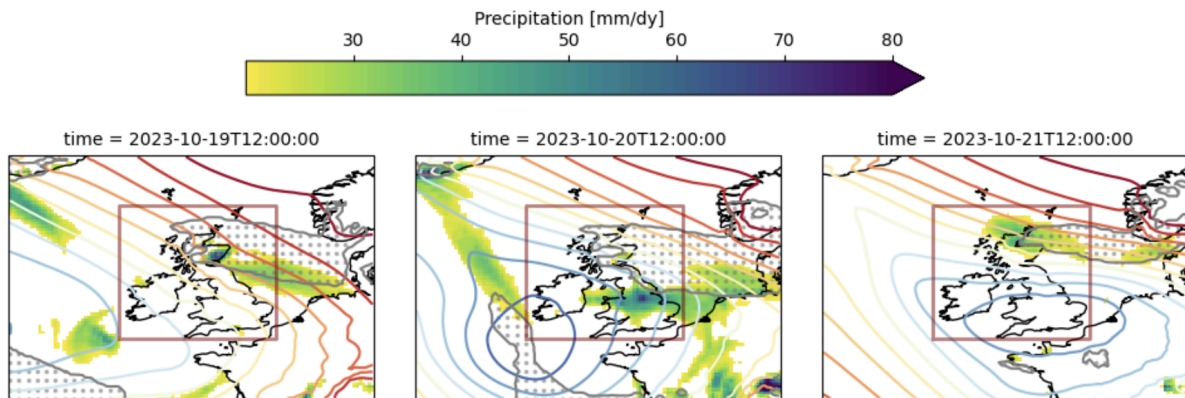 Precipitation [mm/dy]
30 40 50 60 70 80
time = 2023-10-19T12:00:00 time = 2023-10-20T12:00:00 time = 2023-10-21T12:00:00